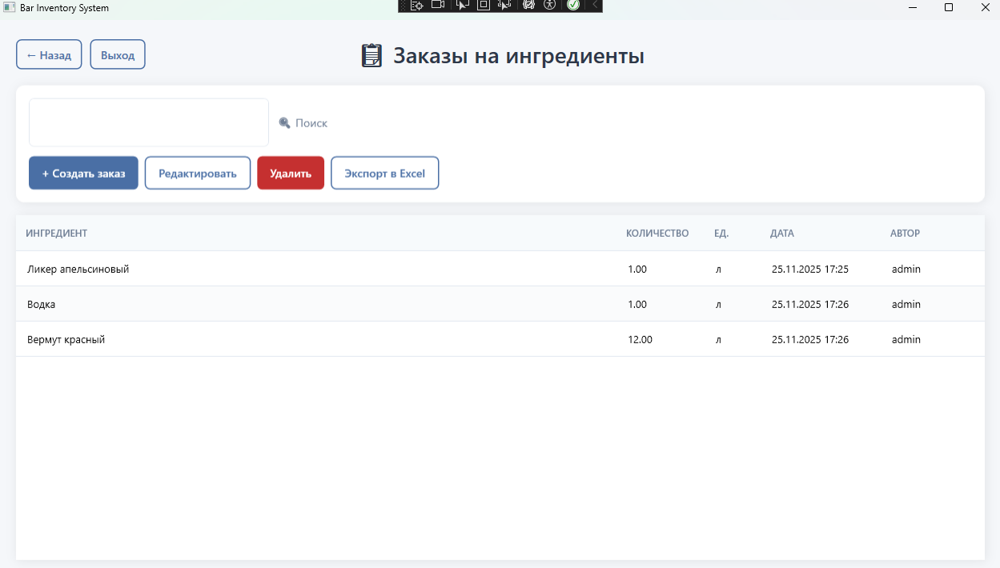 Bar Inventory System
← Назад
Выход
Заказы на ингредиенты
Поиск
+ Создать заказ
Редактировать
Удалить
Экспорт в Excel
ИНГРЕДИЕНТ КОЛИЧЕСТВО ЕД. ДАТА АВТОР
Ликер апельсиновый 1.00 л 25.11.2025 17:25 admin
Водка 1.00 л 25.11.2025 17:26 admin
Вермут красный 12.00 л 25.11.2025 17:26 admin